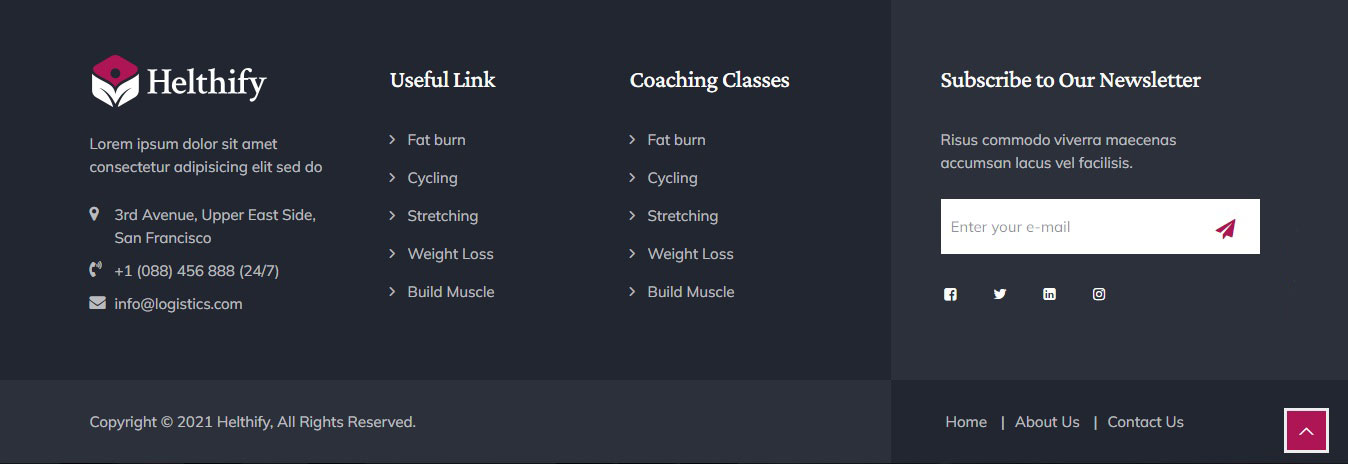 Helthify
Lorem ipsum dolor sit amet
consectetur adipisicing elit sed do
3rd Avenue, Upper East Side,
San Francisco
+1 (088) 456 888 (24/7)
info@logistics.com
Useful Link
Fat burn
Cycling
Stretching
Weight Loss
Build Muscle
Coaching Classes
Fat burn
Cycling
Stretching
Weight Loss
Build Muscle
Subscribe to Our Newsletter
Risus commodo viverra maecenas
accumsan lacus vel facilisis.
Enter your e-mail
Copyright © 2021 Helthify, All Rights Reserved.
Home | About Us | Contact Us